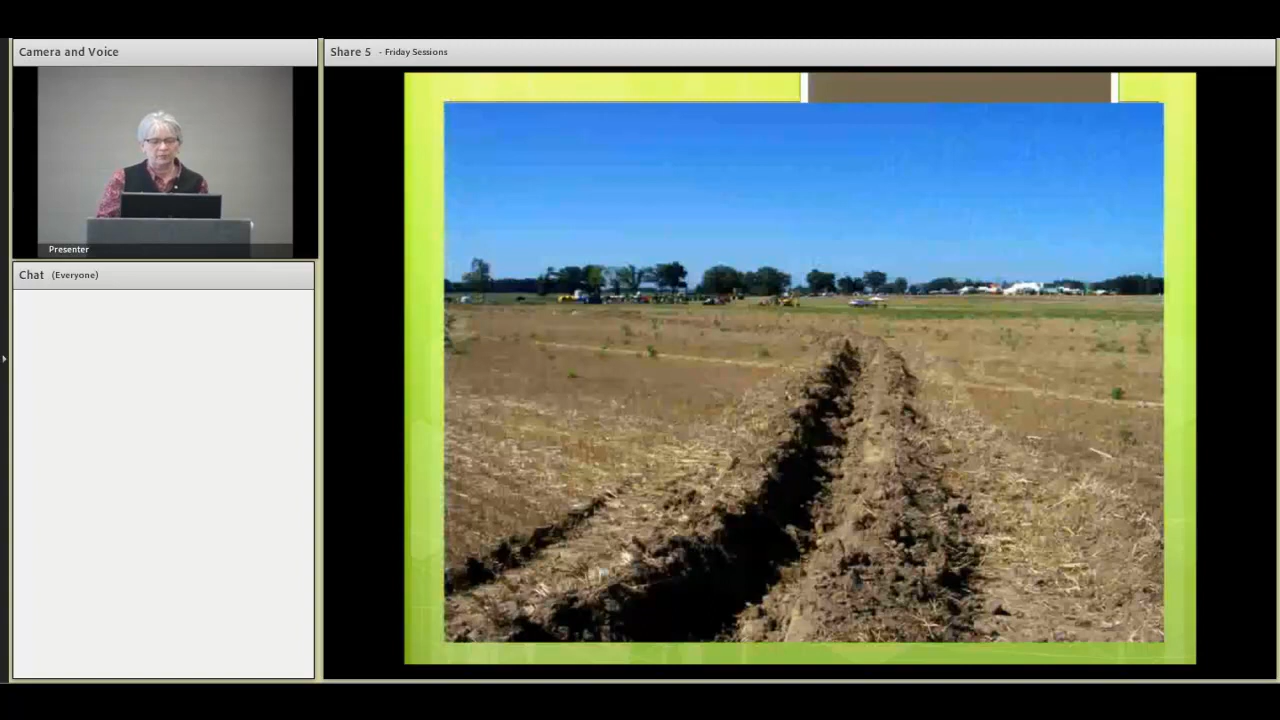 Camera and Voice
Share 5 - Friday Sessions
Presenter
Chat (Everyone)